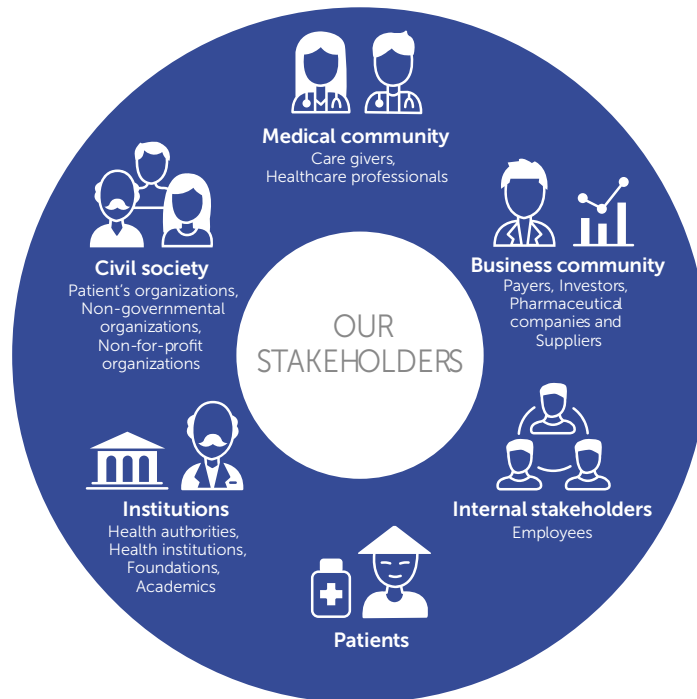 Medical community
Care givers,
Healthcare professionals
Civil society
Patient's organizations,
Non-governmental
organizations,
Non-for-profit
organizations
Business community
Payers, Investors,
Pharmaceutical
companies and
Suppliers
OUR
STAKEHOLDERS
Institutions
Health authorities,
Health institutions,
Foundations,
Academics
Internal stakeholders
Employees
Patients